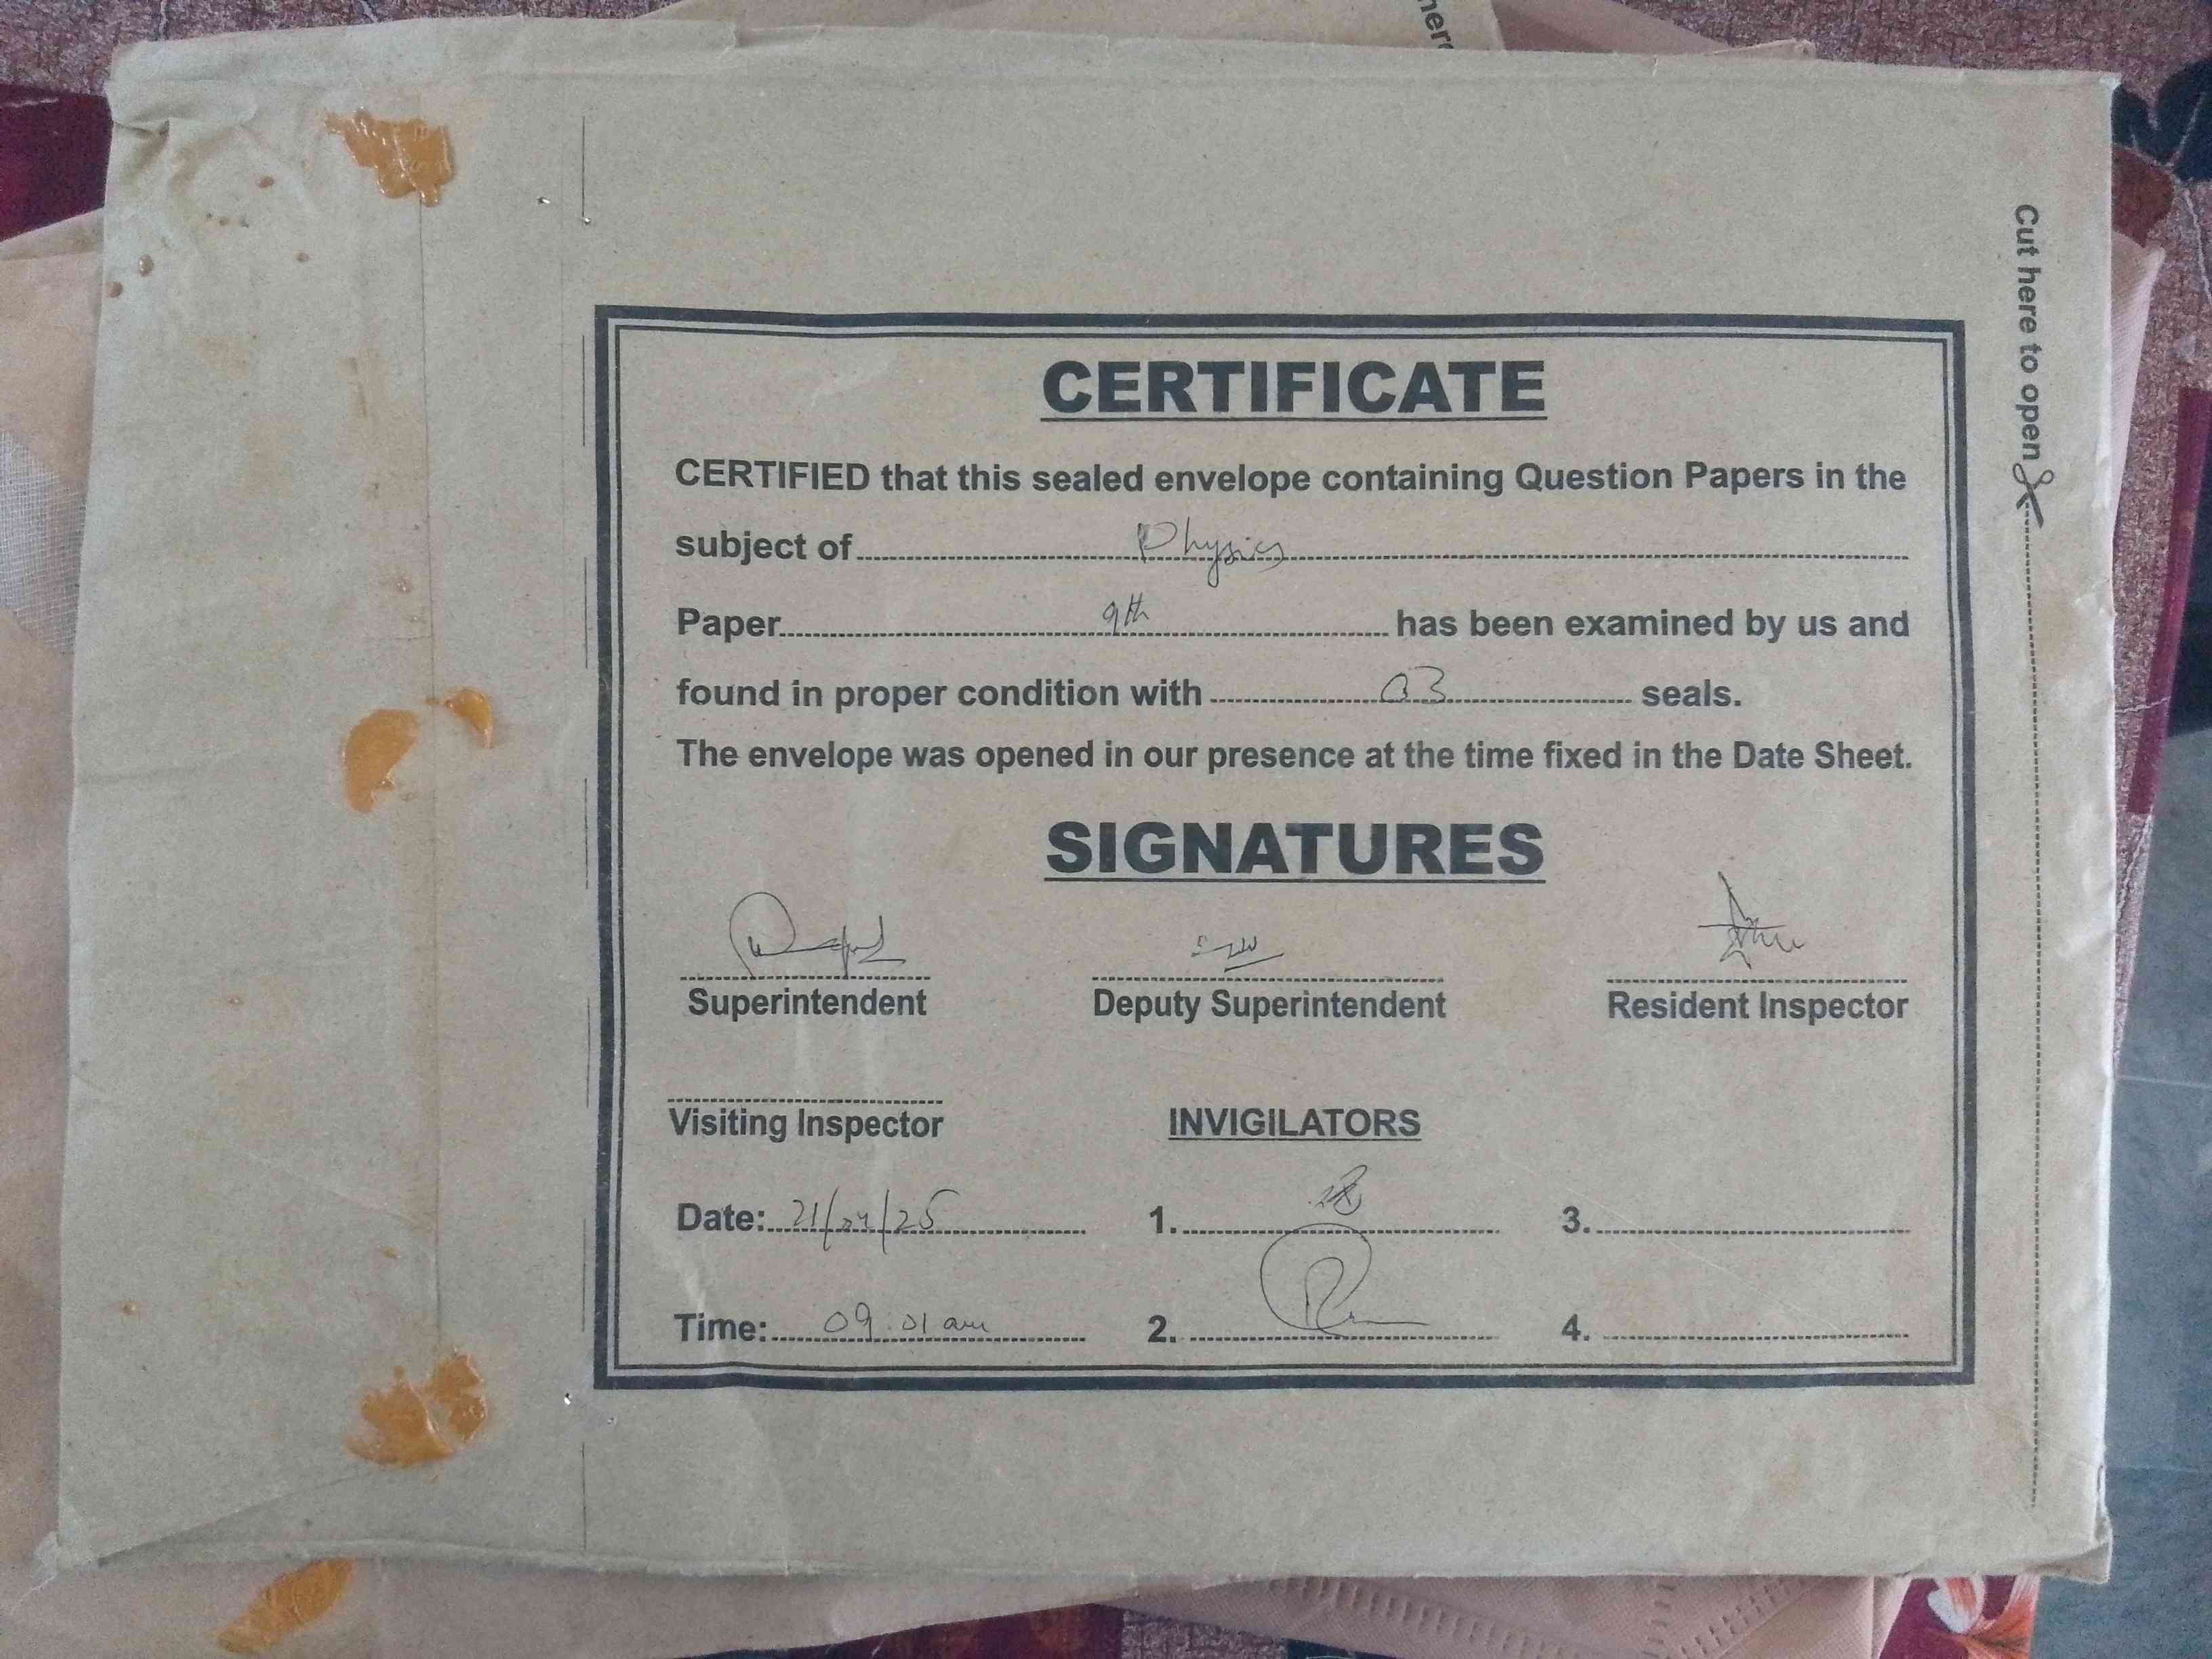 CERTIFICATE
CERTIFIED that this sealed envelope containing Question Papers in the
subject of Physics
Paper 9th has been examined by us and
found in proper condition with 03 seals.
The envelope was opened in our presence at the time fixed in the Date Sheet.
SIGNATURES
Superintendent Deputy Superintendent Resident Inspector
Visiting Inspector INVIGILATORS
Date: 21/04/25 1. 3.
Time: 09:01 am 2. 4.
Cut here to open